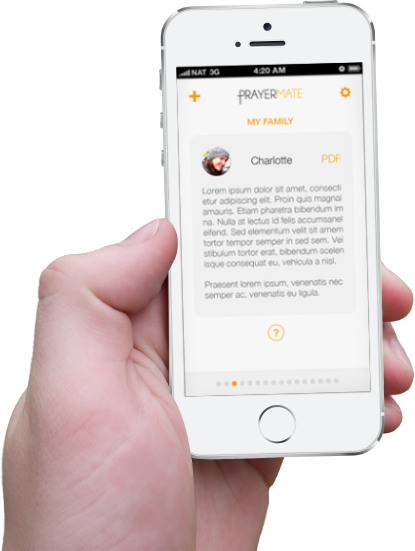 NAT 3G 4:20 AM
PRAYERMATE
MY FAMILY
Charlotte PDF
Lorem ipsum dolor sit amet, consecti
etur adipiscing elit. Proin quis magnai
amauris. Etiam pharetra bibendum im
na. Nulla at lectus id felis accumsanel
eifend. Sed elementum velit sit amem
tortor tempor semper in sed sem. Vei
stibulum tortor erat, bibendum scelen
isque consequat eu, vehicula a nisl.
Praesent lorem ipsum, venenatis nec
semper ac, venenatis eu ligula.
?